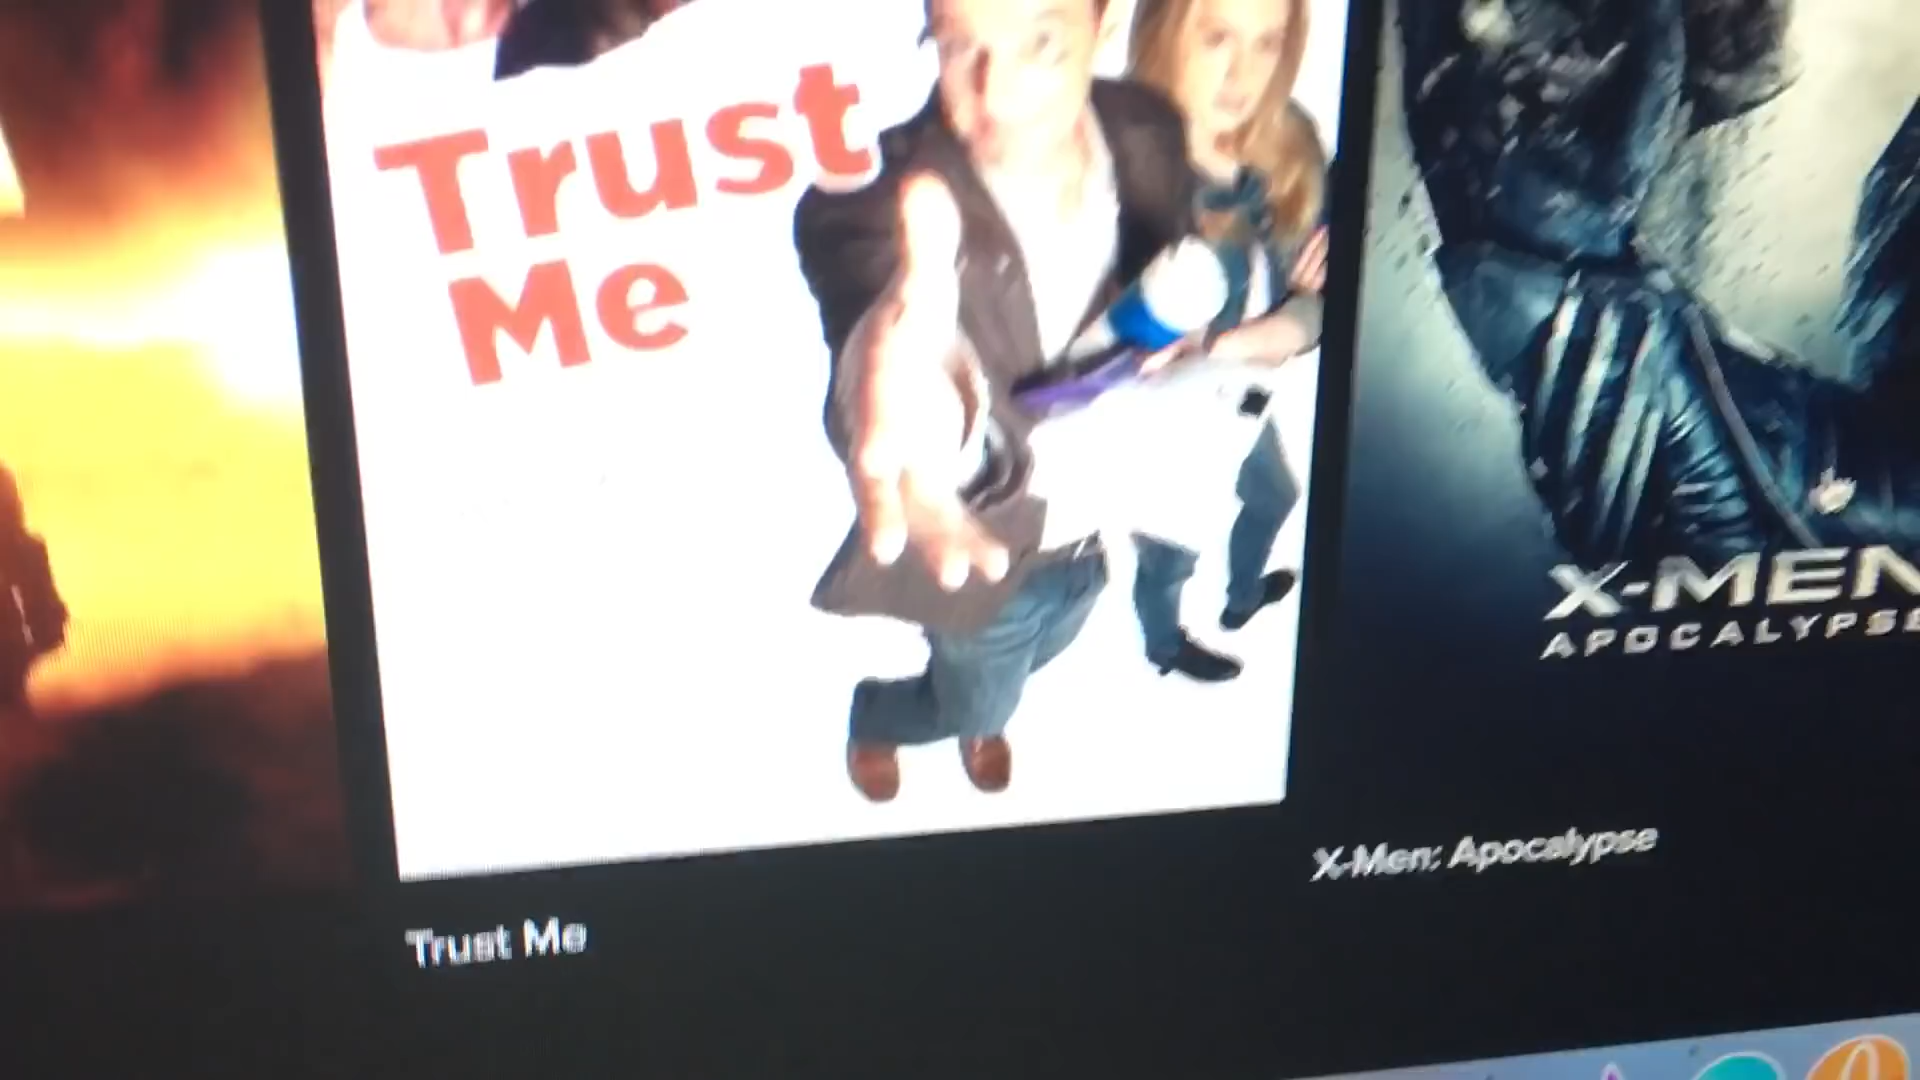 Trust
Me
X-MEN
APOCALYPSE
X-Men: Apocalypse
Trust Me